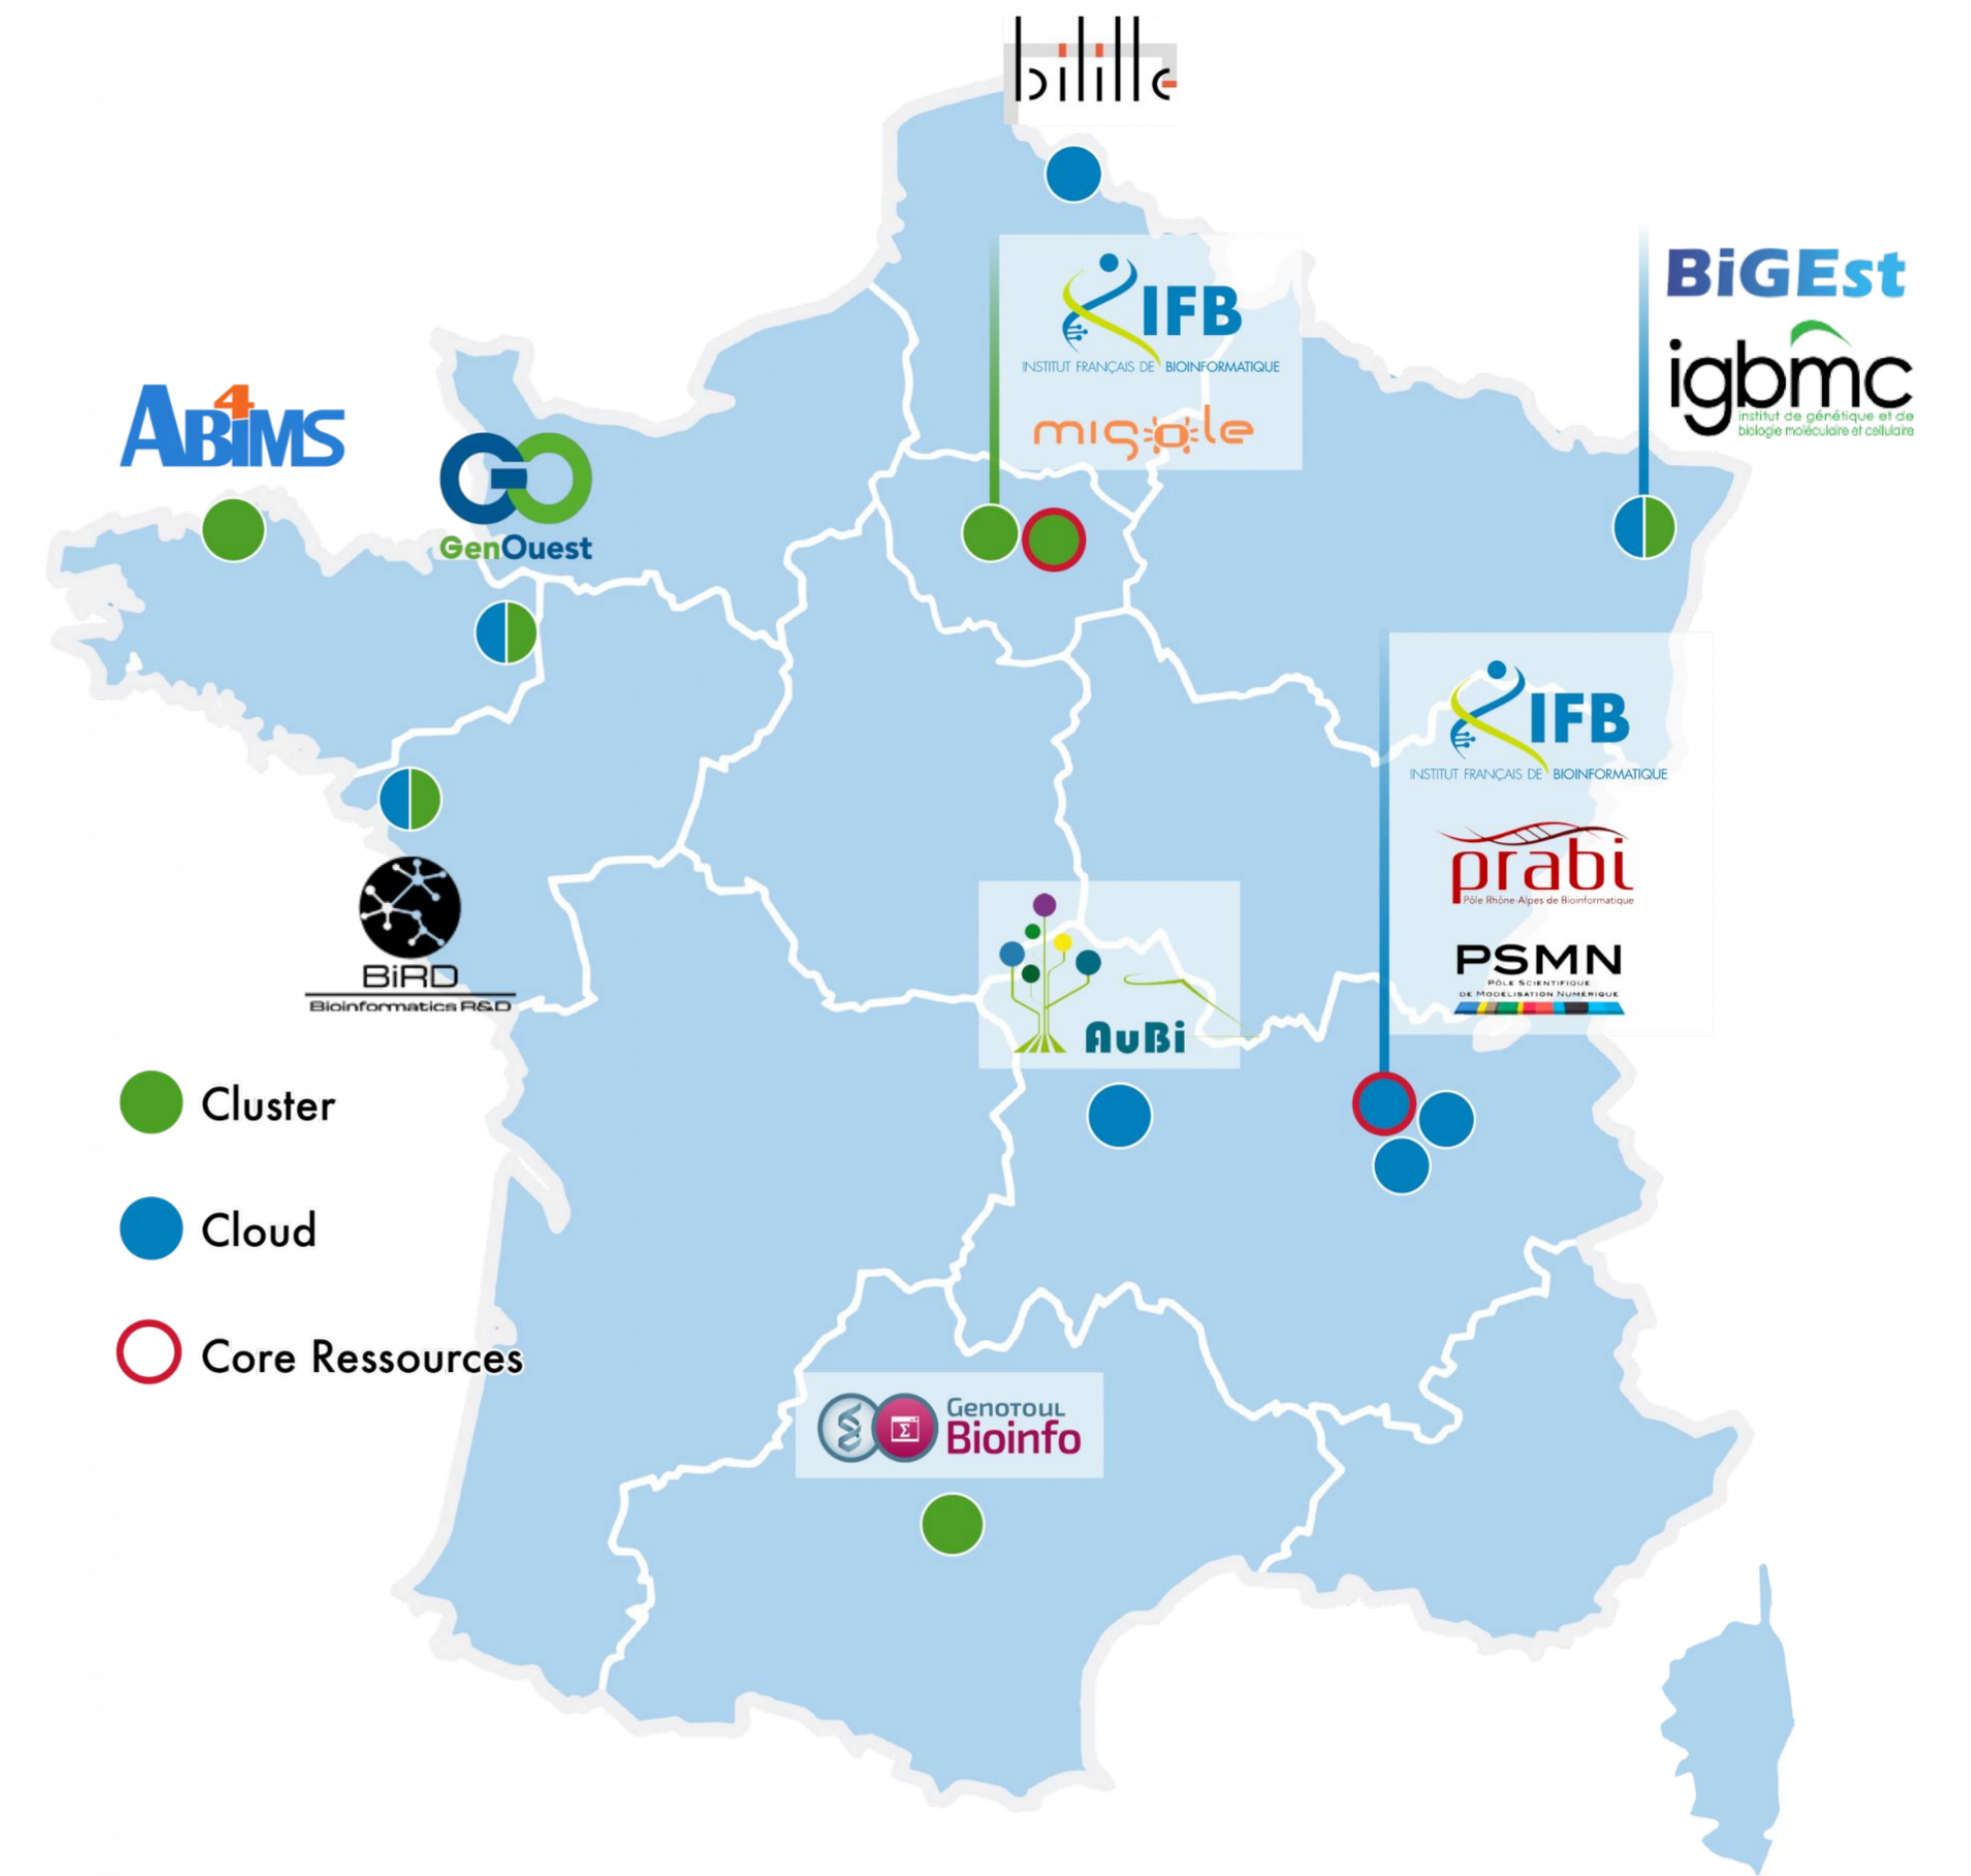 bilille
IFB
INSTITUT FRANÇAIS DE BIOINFORMATIQUE
migale
BiGEst
igbmc
institut de génétique et de
biologie moléculaire et cellulaire
ABiMS
4
GenOuest
IFB
INSTITUT FRANÇAIS DE BIOINFORMATIQUE
prabi
Pôle Rhône-Alpes de Bioinformatique
PSMN
PÔLE SCIENTIFIQUE
DE MODÉLISATION NUMÉRIQUE
BiRD
Bioinformatics R&D
AuBi
Cluster
Cloud
Core Ressources
GENOTOUL
Bioinfo
Σ